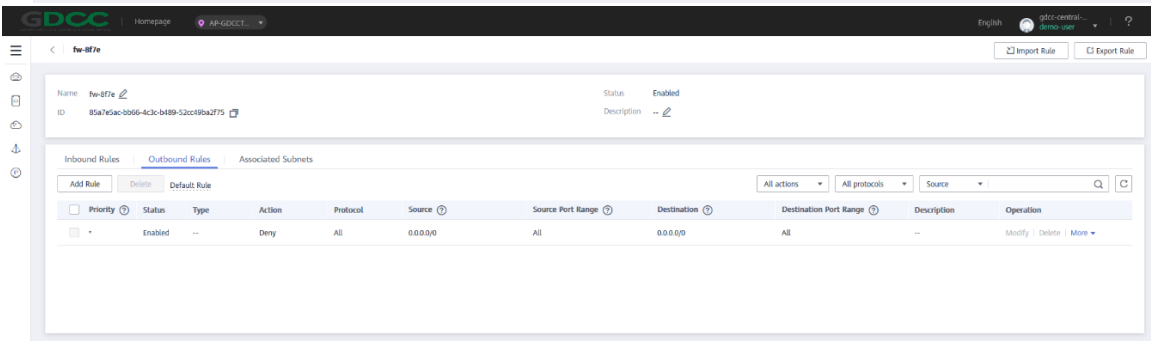 GDCC Homepage AP-GDCCT... English gdcc-central-... demo-user ?
fw-8f7e Import Rule Export Rule
Name fw-8f7e Status Enabled
ID 85a7e5ac-bb66-4c3c-b489-52cc49ba2f75 Description --
Inbound Rules Outbound Rules Associated Subnets
Add Rule Delete Default Rule All actions All protocols Source
Priority ? Status Type Action Protocol Source ? Source Port Range ? Destination ? Destination Port Range ? Description Operation
* Enabled -- Deny All 0.0.0.0/0 All 0.0.0.0/0 All -- Modify Delete More